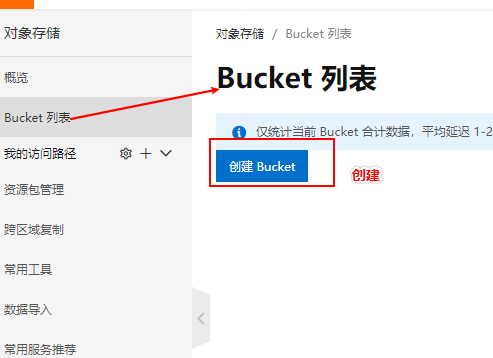 对象存储
概览
Bucket 列表
我的访问路径
资源包管理
跨区域复制
常用工具
数据导入
常用服务推荐
对象存储 / Bucket 列表
Bucket 列表
仅统计当前 Bucket 合计数据，平均延迟 1-2
创建 Bucket
创建